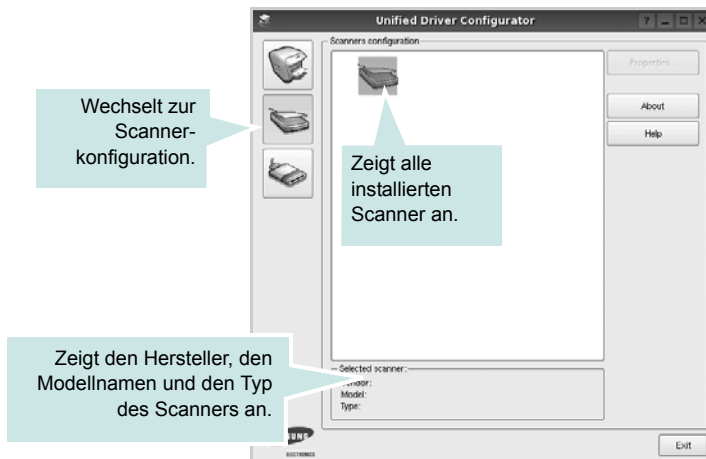 Unified Driver Configurator
Scanners configuration
Properties...
About
Help
Wechselt zur
Scanner-
konfiguration.
Zeigt alle
installierten
Scanner an.
Zeigt den Hersteller, den
Modellnamen und den Typ
des Scanners an.
Selected scanner:
Model:
Type:
ELECTRONICS
Exit